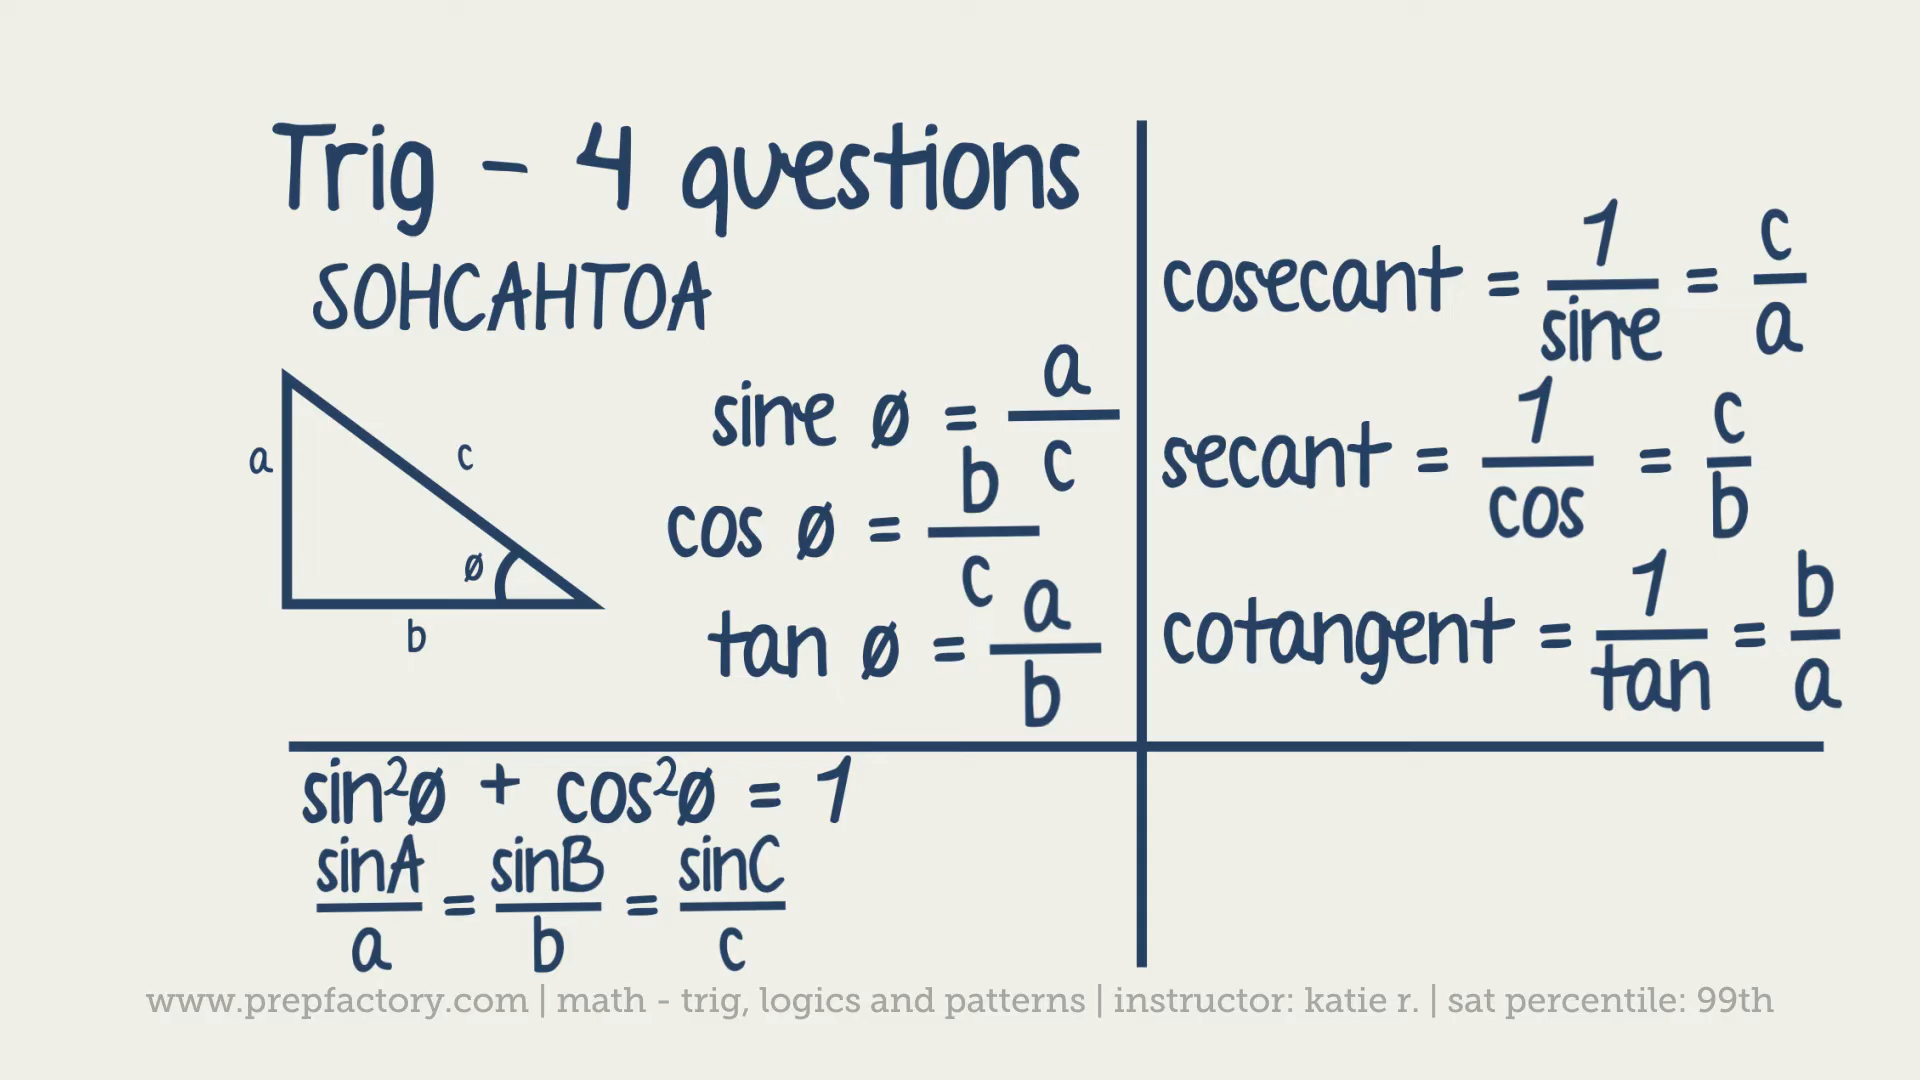 Trig - 4 questions
SOHCAHTOA
a
c
ø
b
sine ø = a/c
cos ø = b/c
tan ø = a/b
cosecant = 1/sine = c/a
secant = 1/cos = c/b
cotangent = 1/tan = b/a
sin²ø + cos²ø = 1
sinA/a = sinB/b = sinC/c
www.prepfactory.com | math - trig, logics and patterns | instructor: katie r. | sat percentile: 99th